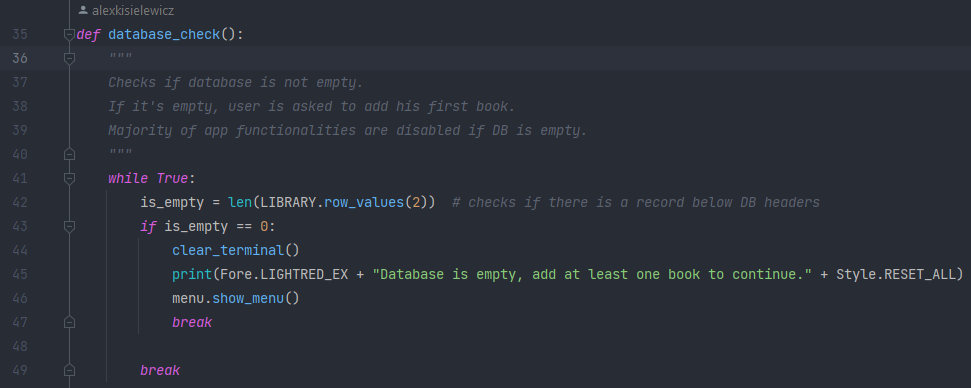 alexkisielewicz
35 def database_check():
36     """
37     Checks if database is not empty.
38     If it's empty, user is asked to add his first book.
39     Majority of app functionalities are disabled if DB is empty.
40     """
41     while True:
42         is_empty = len(LIBRARY.row_values(2))  # checks if there is a record below DB headers
43         if is_empty == 0:
44             clear_terminal()
45             print(Fore.LIGHTRED_EX + "Database is empty, add at least one book to continue." + Style.RESET_ALL)
46             menu.show_menu()
47             break
48
49         break